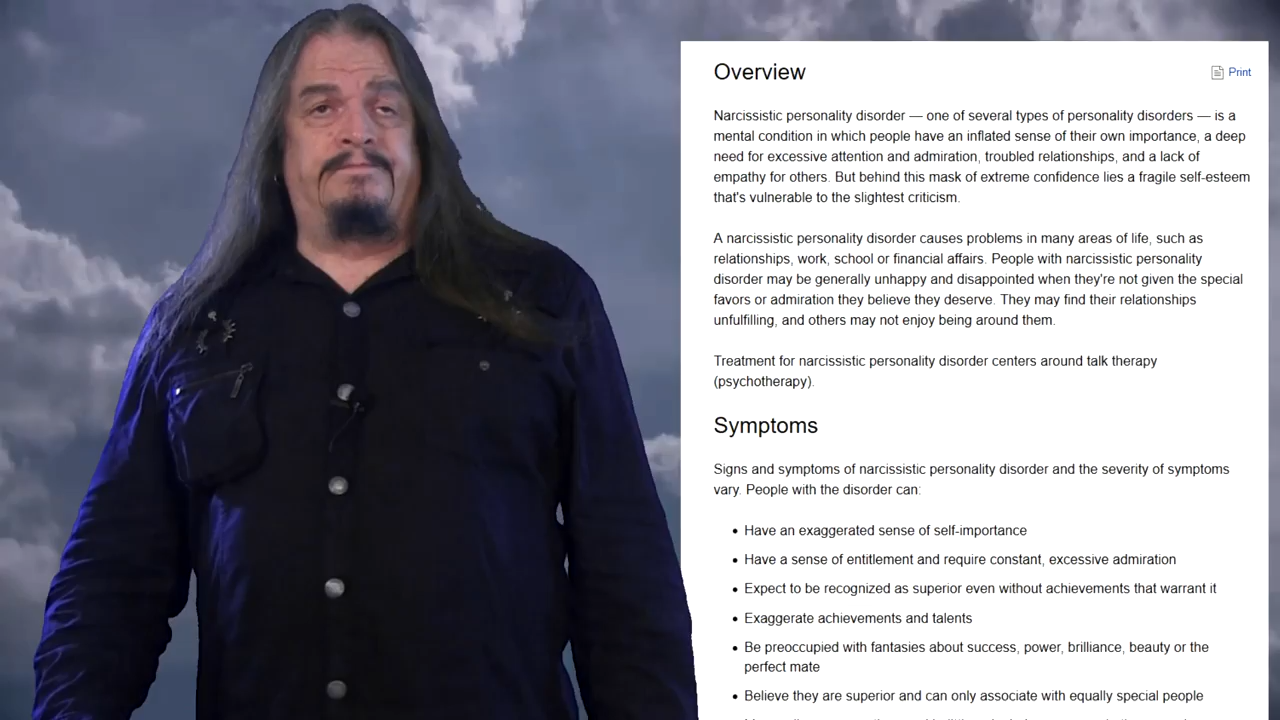 Overview
Print
Narcissistic personality disorder — one of several types of personality disorders — is a
mental condition in which people have an inflated sense of their own importance, a deep
need for excessive attention and admiration, troubled relationships, and a lack of
empathy for others. But behind this mask of extreme confidence lies a fragile self-esteem
that's vulnerable to the slightest criticism.
A narcissistic personality disorder causes problems in many areas of life, such as
relationships, work, school or financial affairs. People with narcissistic personality
disorder may be generally unhappy and disappointed when they're not given the special
favors or admiration they believe they deserve. They may find their relationships
unfulfilling, and others may not enjoy being around them.
Treatment for narcissistic personality disorder centers around talk therapy
(psychotherapy).
Symptoms
Signs and symptoms of narcissistic personality disorder and the severity of symptoms
vary. People with the disorder can:
• Have an exaggerated sense of self-importance
• Have a sense of entitlement and require constant, excessive admiration
• Expect to be recognized as superior even without achievements that warrant it
• Exaggerate achievements and talents
• Be preoccupied with fantasies about success, power, brilliance, beauty or the
perfect mate
• Believe they are superior and can only associate with equally special people